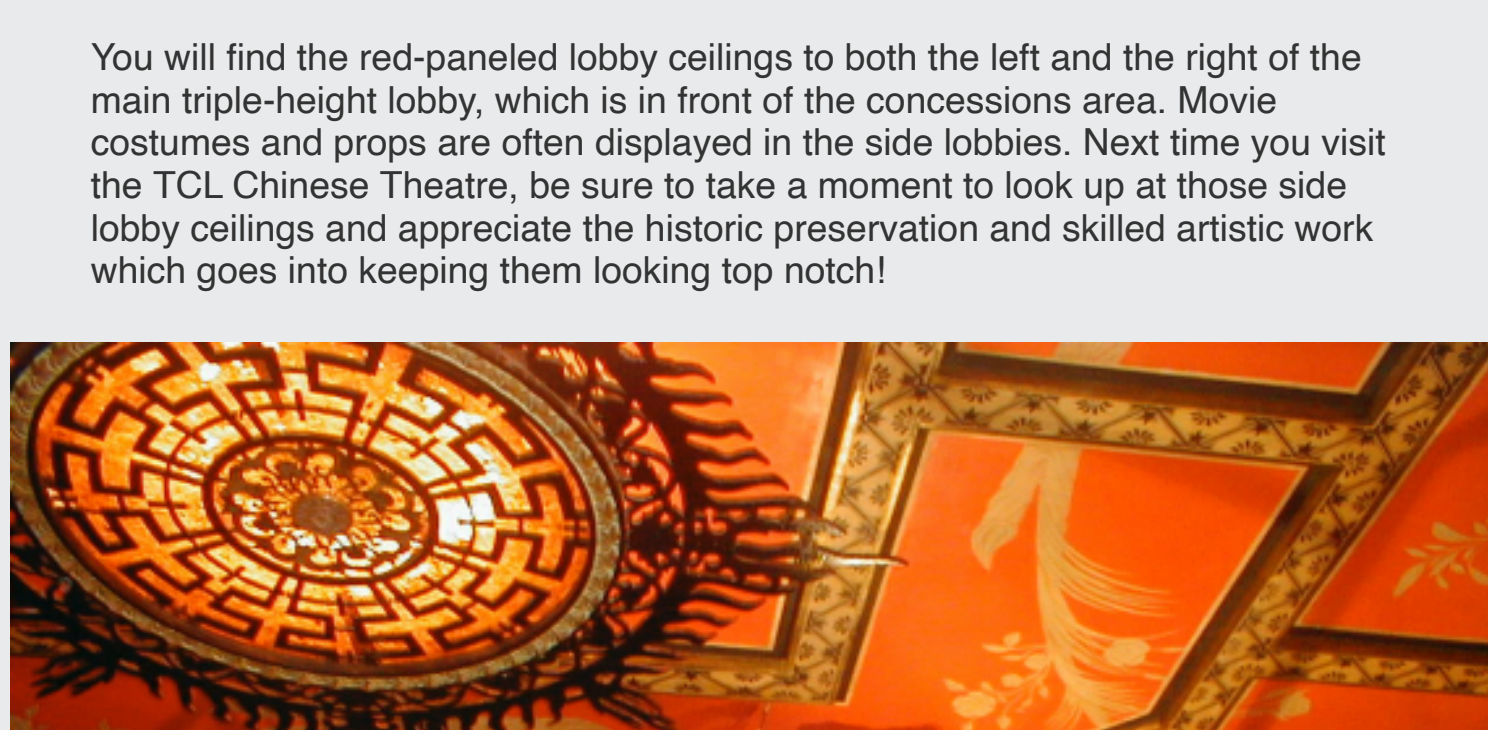 You will find the red-paneled lobby ceilings to both the left and the right of the
main triple-height lobby, which is in front of the concessions area. Movie
costumes and props are often displayed in the side lobbies. Next time you visit
the TCL Chinese Theatre, be sure to take a moment to look up at those side
lobby ceilings and appreciate the historic preservation and skilled artistic work
which goes into keeping them looking top notch!